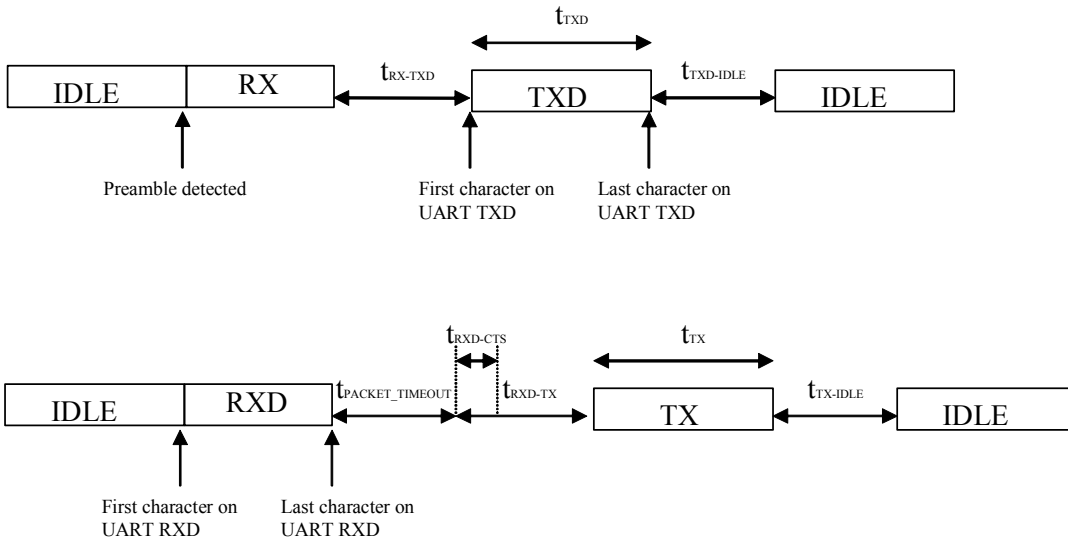 tTXD
IDLE RX tRX-TXD TXD tTXD-IDLE IDLE
Preamble detected
First character on
UART TXD
Last character on
UART TXD
tRXD-CTS
tTX
IDLE RXD tPACKET_TIMEOUT tRXD-TX TX tTX-IDLE IDLE
First character on
UART RXD
Last character on
UART RXD